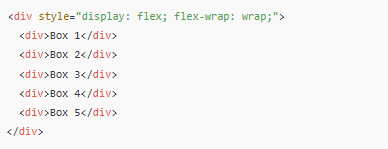 <div style="display: flex; flex-wrap: wrap;">
  <div>Box 1</div>
  <div>Box 2</div>
  <div>Box 3</div>
  <div>Box 4</div>
  <div>Box 5</div>
</div>